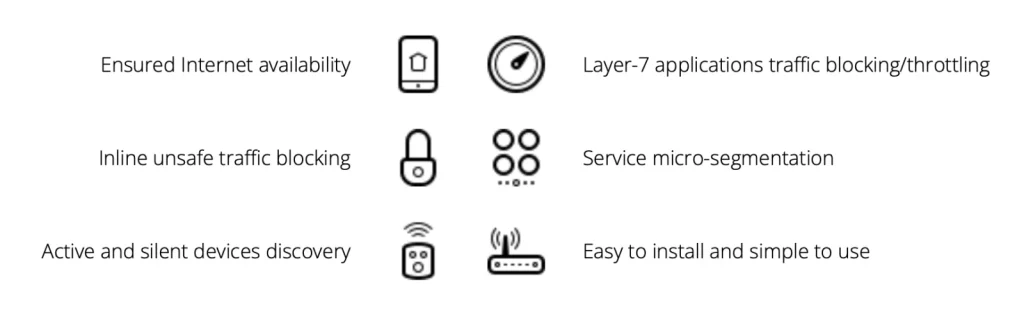 Ensured Internet availability
Layer-7 applications traffic blocking/throttling
Inline unsafe traffic blocking
Service micro-segmentation
Active and silent devices discovery
Easy to install and simple to use